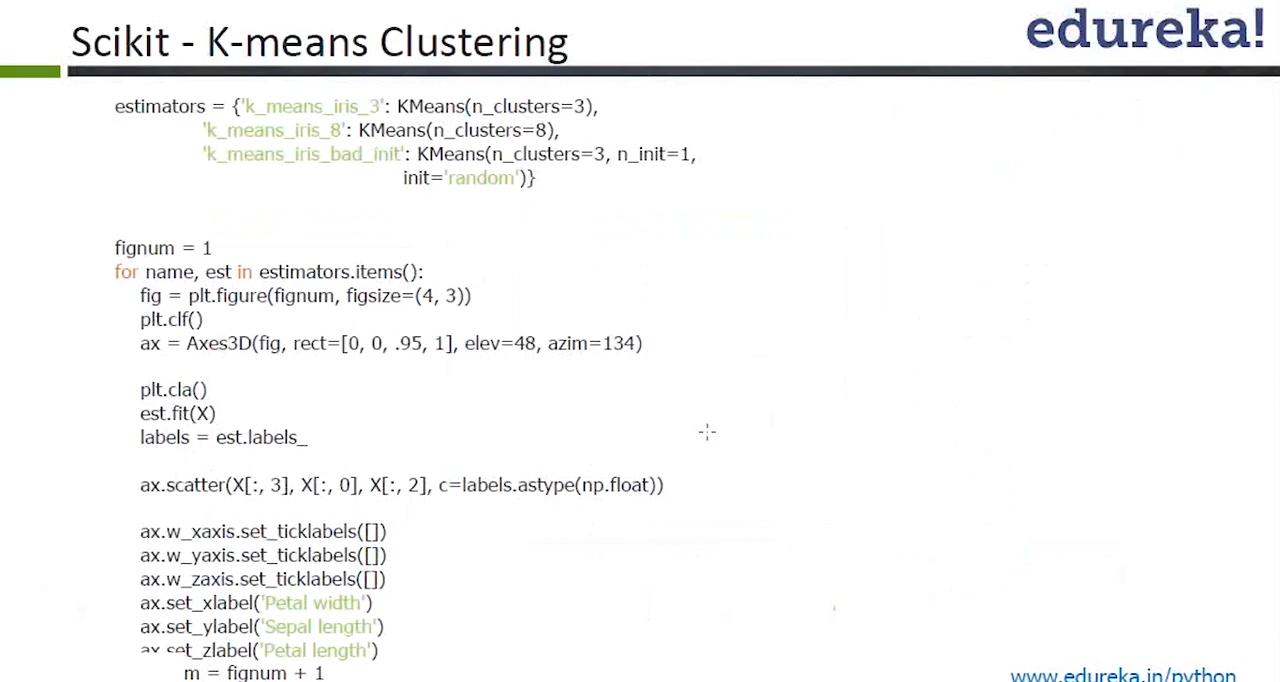 Scikit - K-means Clustering
edureka!
estimators = {'k_means_iris_3': KMeans(n_clusters=3),
'k_means_iris_8': KMeans(n_clusters=8),
'k_means_iris_bad_init': KMeans(n_clusters=3, n_init=1,
init='random')}
fignum = 1
for name, est in estimators.items():
fig = plt.figure(fignum, figsize=(4, 3))
plt.clf()
ax = Axes3D(fig, rect=[0, 0, .95, 1], elev=48, azim=134)
plt.cla()
est.fit(X)
labels = est.labels_
ax.scatter(X[:, 3], X[:, 0], X[:, 2], c=labels.astype(np.float))
ax.w_xaxis.set_ticklabels([])
ax.w_yaxis.set_ticklabels([])
ax.w_zaxis.set_ticklabels([])
ax.set_xlabel('Petal width')
ax.set_ylabel('Sepal length')
ax.set_zlabel('Petal length')
m = fignum + 1
www.edureka.in/python